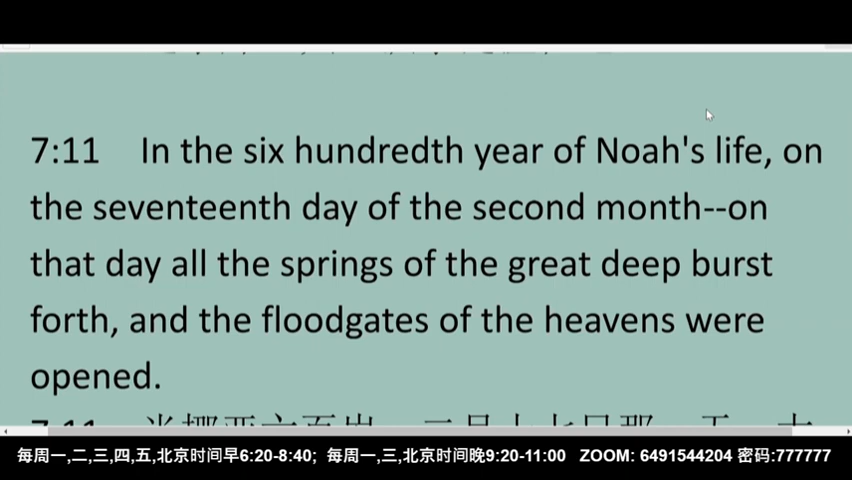 7:11 In the six hundredth year of Noah's life, on
the seventeenth day of the second month--on
that day all the springs of the great deep burst
forth, and the floodgates of the heavens were
opened.
7:11
每周一,二,三,四,五,北京时间早6:20-8:40; 每周一,三,北京时间晚9:20-11:00 ZOOM: 6491544204 密码:777777